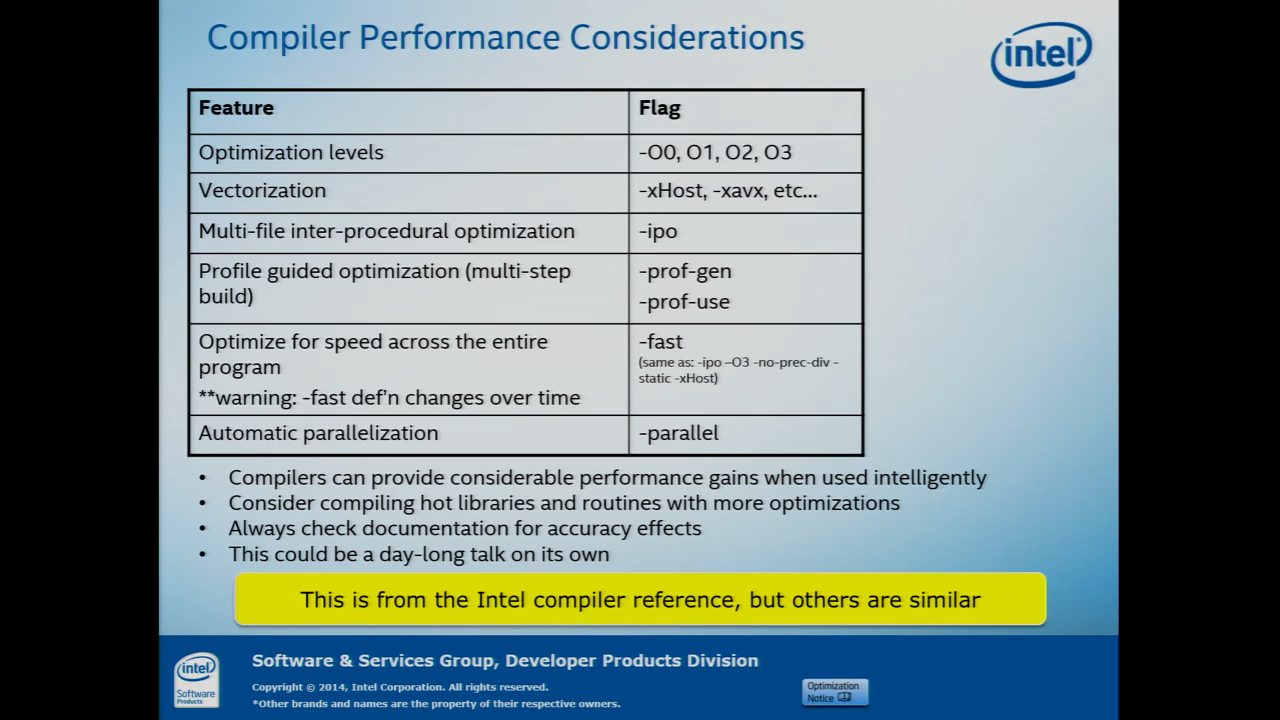 Compiler Performance Considerations
intel
Feature
Flag
Optimization levels
-O0, O1, O2, O3
Vectorization
-xHost, -xavx, etc...
Multi-file inter-procedural optimization
-ipo
Profile guided optimization (multi-step
build)
-prof-gen
-prof-use
Optimize for speed across the entire
program
**warning: -fast def'n changes over time
-fast
(same as: -ipo –O3 -no-prec-div -
static -xHost)
Automatic parallelization
-parallel
• Compilers can provide considerable performance gains when used intelligently
• Consider compiling hot libraries and routines with more optimizations
• Always check documentation for accuracy effects
• This could be a day-long talk on its own
This is from the Intel compiler reference, but others are similar
intel
Software
Products
Software & Services Group, Developer Products Division
Copyright © 2014, Intel Corporation. All rights reserved.
*Other brands and names are the property of their respective owners.
Optimization
Notice